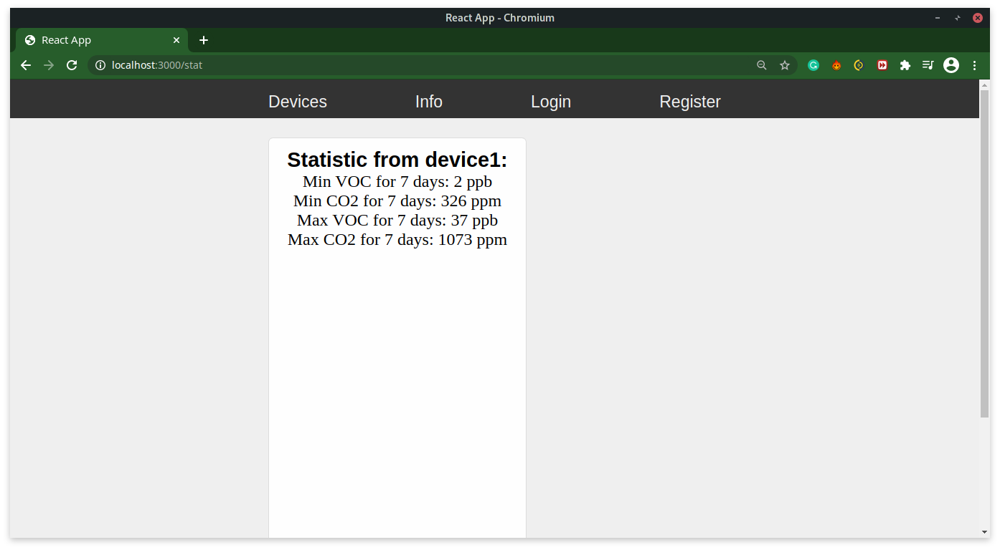 React App - Chromium
React App
localhost:3000/stat
Devices Info Login Register
Statistic from device1:
Min VOC for 7 days: 2 ppb
Min CO2 for 7 days: 326 ppm
Max VOC for 7 days: 37 ppb
Max CO2 for 7 days: 1073 ppm